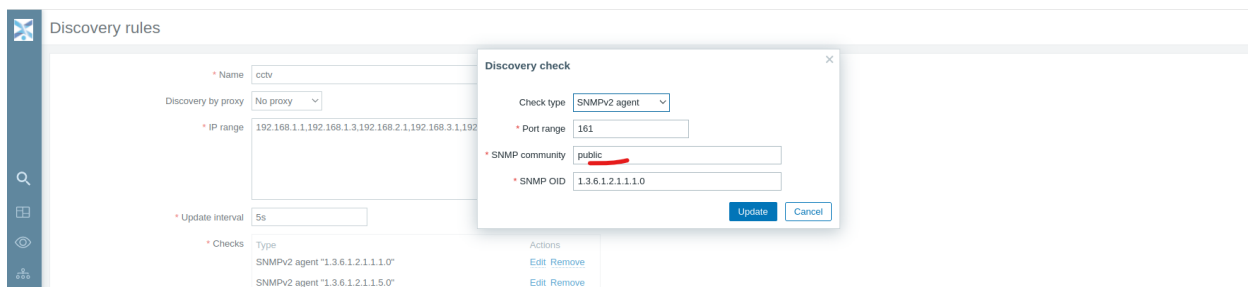 Discovery rules
* Name cctv
Discovery by proxy No proxy
* IP range 192.168.1.1,192.168.1.3,192.168.2.1,192.168.3.1,192
* Update interval 5s
* Checks Type Actions
SNMPv2 agent "1.3.6.1.2.1.1.1.0" Edit Remove
SNMPv2 agent "1.3.6.1.2.1.1.5.0" Edit Remove
Discovery check
Check type SNMPv2 agent
* Port range 161
* SNMP community public
* SNMP OID 1.3.6.1.2.1.1.1.0
Update Cancel